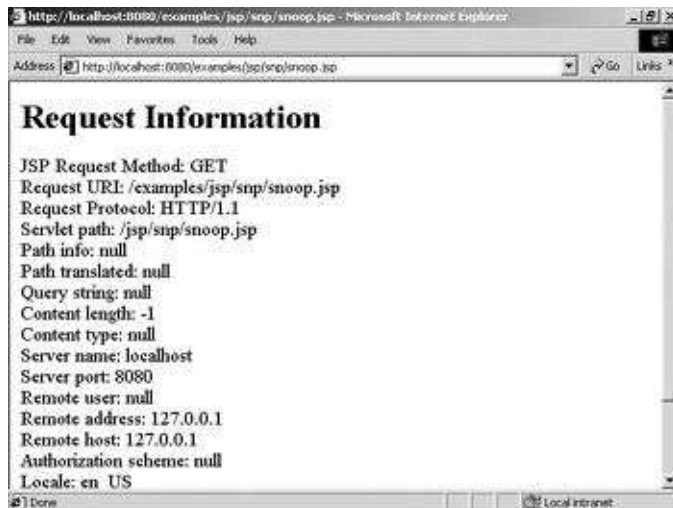 http://localhost:8080/examples/jsp/snp/snoop.jsp - Microsoft Internet Explorer
File Edit View Favorites Tools Help
Address http://localhost:8080/examples/jsp/snp/snoop.jsp Go Links »
Request Information
JSP Request Method: GET
Request URI: /examples/jsp/snp/snoop.jsp
Request Protocol: HTTP/1.1
Servlet path: /jsp/snp/snoop.jsp
Path info: null
Path translated: null
Query string: null
Content length: -1
Content type: null
Server name: localhost
Server port: 8080
Remote user: null
Remote address: 127.0.0.1
Remote host: 127.0.0.1
Authorization scheme: null
Locale: en_US
Done Local intranet